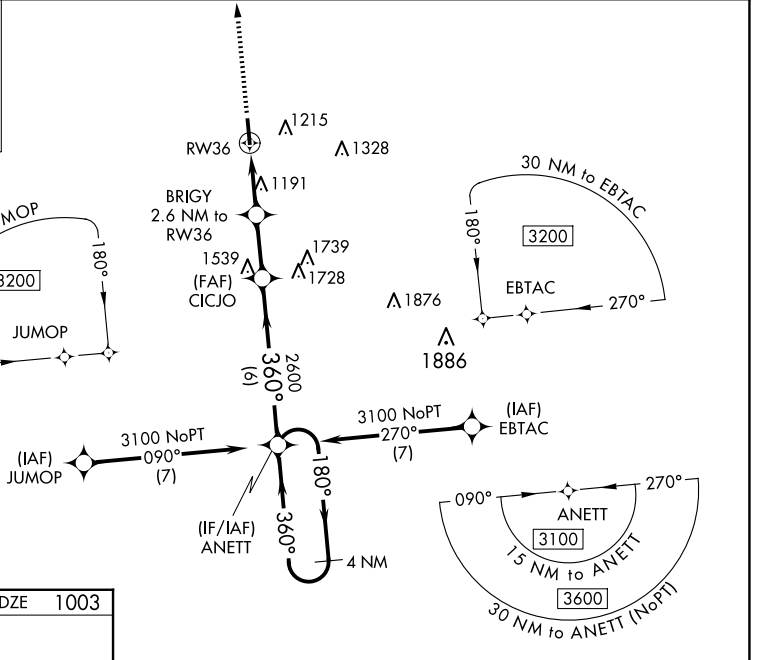 1215
RW36
1328
BRIGY
2.6 NM to
RW36
1191
1539
1739
1728
(FAF)
CICJO
1876
1886
30 NM to EBTAC
180°
3200
EBTAC
270°
MOP
180°
3200
JUMOP
2600
360°
(6)
3100 NoPT
090°
(7)
(IAF)
JUMOP
3100 NoPT
270°
(7)
(IAF)
EBTAC
(IF/IAF)
ANETT
180°
360°
4 NM
090°
270°
ANETT
3100
15 NM to ANETT
3600
30 NM to ANETT (NoPT)
DZE 1003